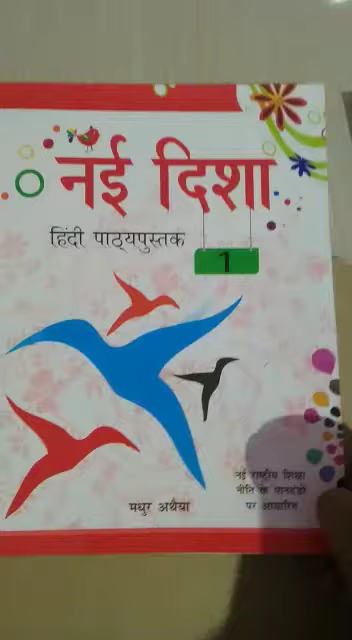 नई दिशा
हिंदी पाठ्यपुस्तक
1
नई राष्ट्रीय शिक्षा
नीति के मानदंडों
पर आधारित
मधुर अथैया